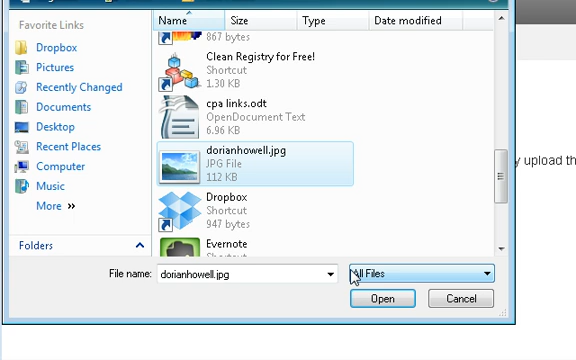 Favorite Links
Dropbox
Pictures
Recently Changed
Documents
Desktop
Recent Places
Computer
Music
More »
Folders
Name Size Type Date modified
867 bytes
Clean Registry for Free!
Shortcut
1.30 KB
cpa links.odt
OpenDocument Text
6.96 KB
dorianhowell.jpg
JPG File
112 KB
Dropbox
Shortcut
947 bytes
Evernote
File name: dorianhowell.jpg All Files
Open Cancel
y upload th